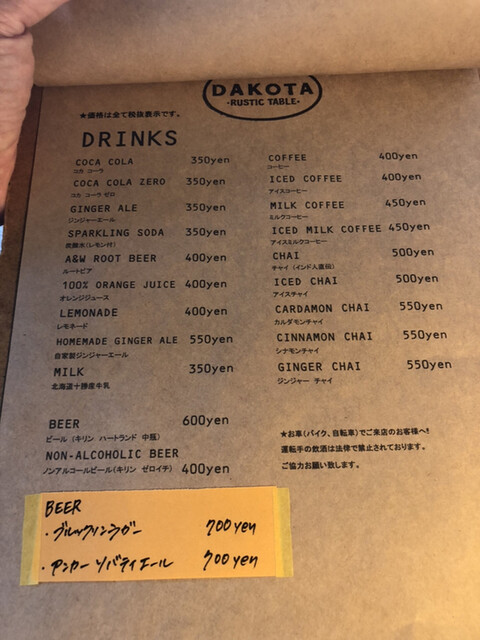 DAKOTA
・RUSTIC TABLE・
★価格は全て税抜表示です。
DRINKS
COCA COLA 350yen
コカ コーラ
COCA COLA ZERO 350yen
コカ コーラ ゼロ
GINGER ALE 350yen
ジンジャーエール
SPARKLING SODA 350yen
炭酸水(レモン付)
A&W ROOT BEER 400yen
ルートビア
100% ORANGE JUICE 400yen
オレンジジュース
LEMONADE 400yen
レモネード
HOMEMADE GINGER ALE 550yen
自家製ジンジャーエール
MILK 350yen
北海道十勝産牛乳
COFFEE 400yen
コーヒー
ICED COFFEE 400yen
アイスコーヒー
MILK COFFEE 450yen
ミルクコーヒー
ICED MILK COFFEE 450yen
アイスミルクコーヒー
CHAI 500yen
チャイ(インド人直伝)
ICED CHAI 500yen
アイスチャイ
CARDAMON CHAI 550yen
カルダモンチャイ
CINNAMON CHAI 550yen
シナモンチャイ
GINGER CHAI 550yen
ジンジャー チャイ
BEER 600yen
ビール (キリン ハートランド 中瓶)
NON-ALCOHOLIC BEER
ノンアルコールビール(キリン ゼロイチ) 400yen
★お車(バイク、自転車)でご来店のお客様へ!
運転手の飲酒は法律で禁止されております。
ご協力お願い致します。
BEER
・ブルックリンラガー 700yen
・アンカー リバティエール 700yen